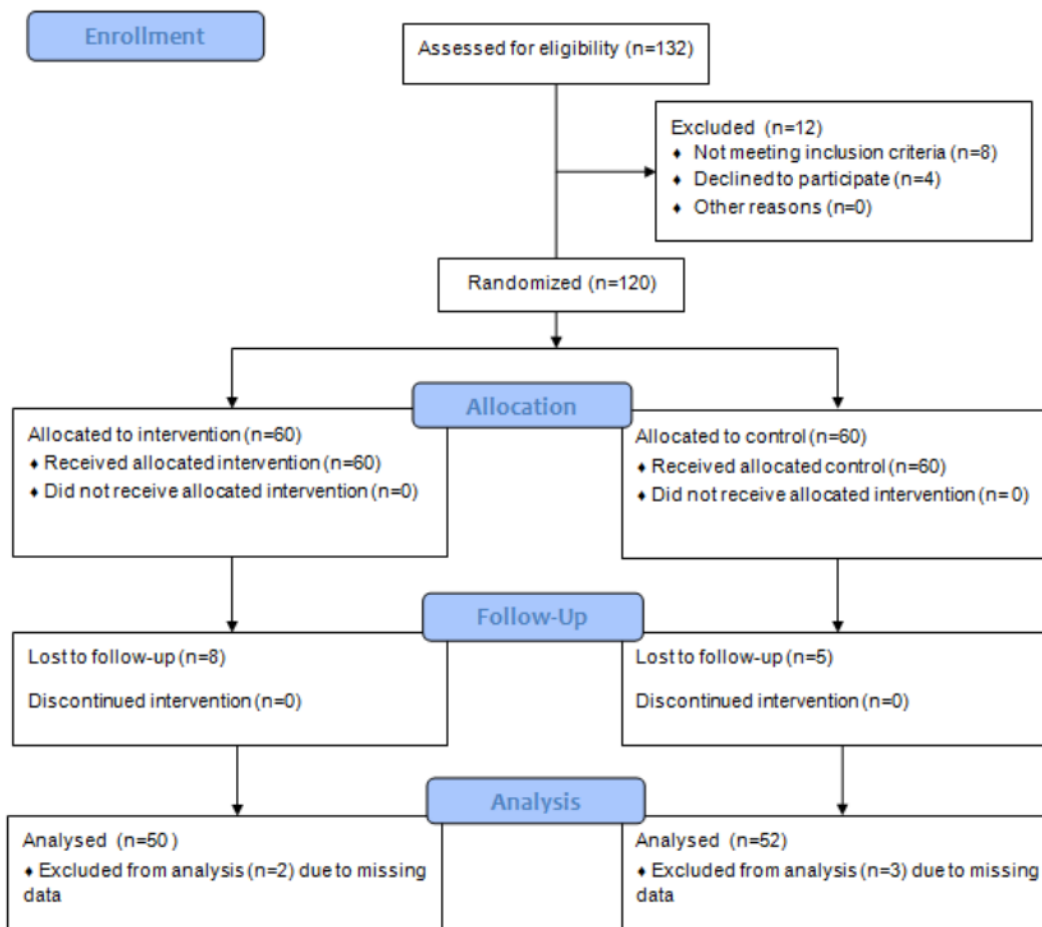 Enrollment
Assessed for eligibility (n=132)
Excluded (n=12)
♦ Not meeting inclusion criteria (n=8)
♦ Declined to participate (n=4)
♦ Other reasons (n=0)
Randomized (n=120)
Allocation
Allocated to intervention (n=60)
♦ Received allocated intervention (n=60)
♦ Did not receive allocated intervention (n=0)
Allocated to control (n=60)
♦ Received allocated control (n=60)
♦ Did not receive allocated intervention (n= 0)
Follow-Up
Lost to follow-up (n=8)
Discontinued intervention (n=0)
Lost to follow-up (n=5)
Discontinued intervention (n=0)
Analysis
Analysed (n=50 )
♦ Excluded from analysis (n=2) due to missing
data
Analysed (n=52)
♦ Excluded from analysis (n=3) due to missing
data